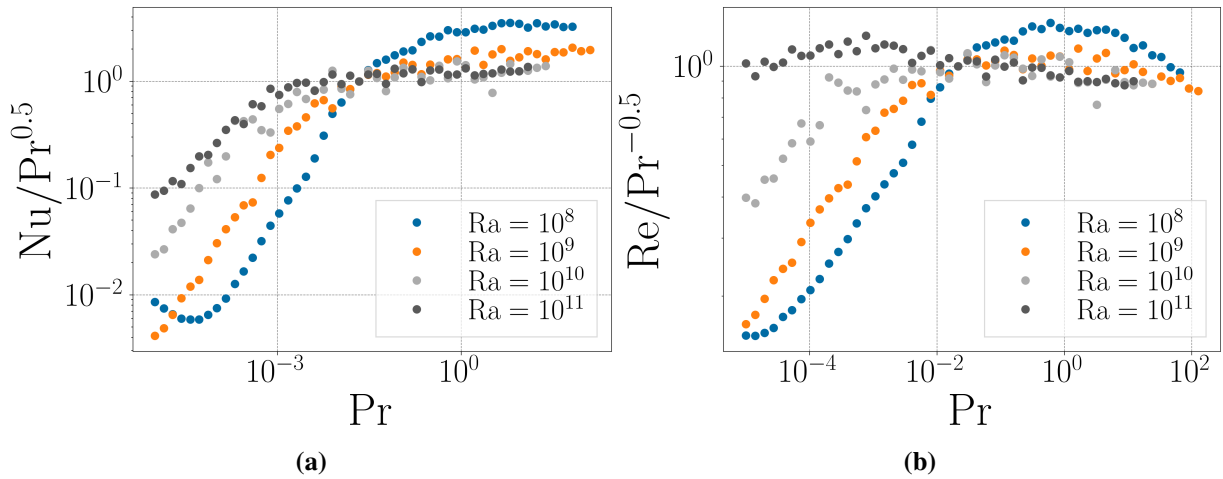 Nu/Pr^0.5
10^0
10^−1
10^−2
10^−3
10^0
Pr
Ra = 10^8
Ra = 10^9
Ra = 10^10
Ra = 10^11
(a)
Re/Pr^−0.5
10^0
10^−4
10^−2
10^0
10^2
Pr
Ra = 10^8
Ra = 10^9
Ra = 10^10
Ra = 10^11
(b)